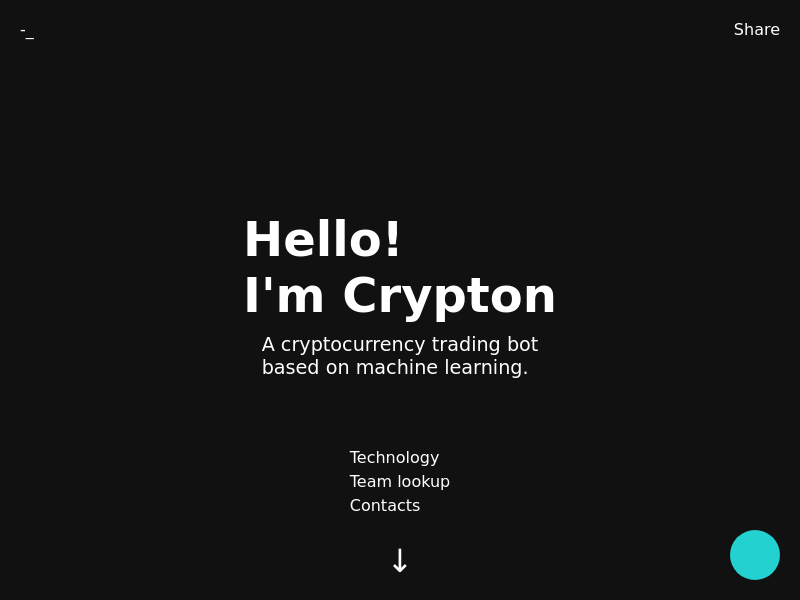 -_
Share
Hello!
I'm Crypton
A cryptocurrency trading bot
based on machine learning.
Technology
Team lookup
Contacts
↓